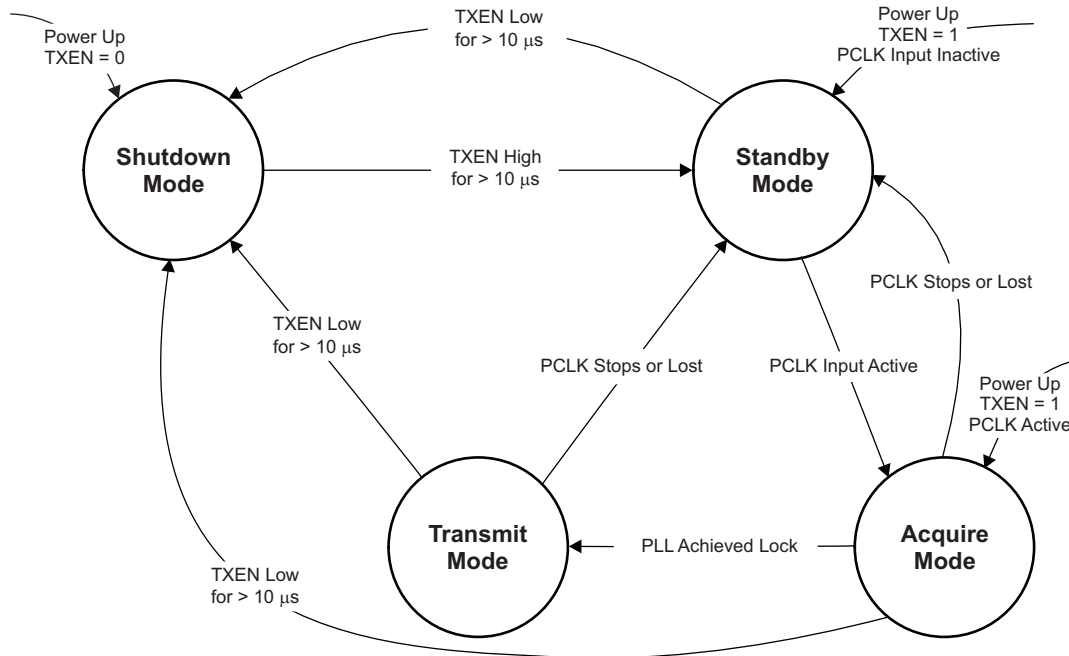 Power Up
TXEN = 0
TXEN Low
for > 10 μs
Power Up
TXEN = 1
PCLK Input Inactive
Shutdown
Mode
TXEN High
for > 10 μs
Standby
Mode
PCLK Stops or Lost
TXEN Low
for > 10 μs
PCLK Stops or Lost
PCLK Input Active
Power Up
TXEN = 1
PCLK Active
Transmit
Mode
PLL Achieved Lock
Acquire
Mode
TXEN Low
for > 10 μs